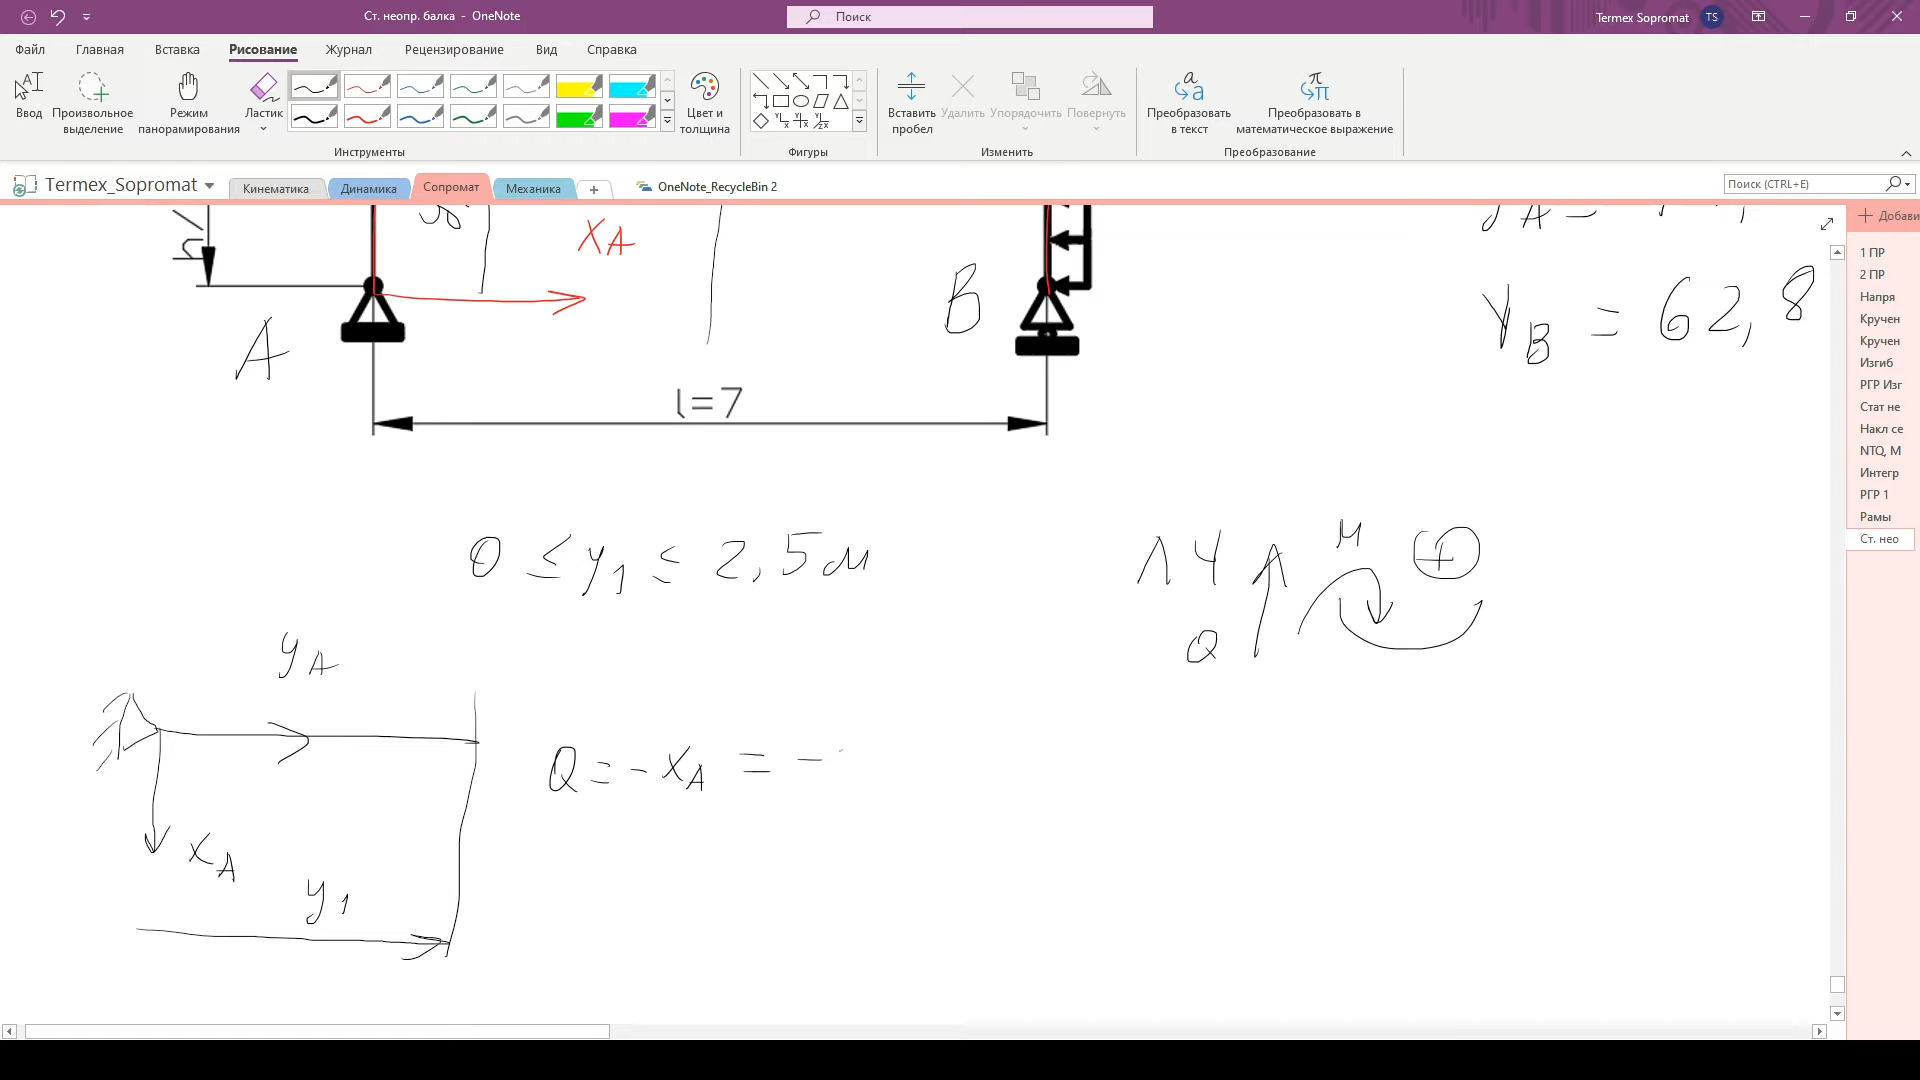 Ст. неопр. балка - OneNote
Поиск
Termex Sopromat TS
Файл Главная Вставка Рисование Журнал Рецензирование Вид Справка
Ввод
Произвольное выделение
Режим панорамирования
Ластик
Цвет и толщина
Вставить пробел
Удалить
Упорядочить
Повернуть
Преобразовать в текст
Преобразовать в математическое выражение
Инструменты Фигуры Изменить Преобразование
Termex_Sopromat Кинематика Динамика Сопромат Механика OneNote_RecycleBin 2
Поиск (CTRL+E)
Добави
1 ПР
2 ПР
Напря
Кручен
Кручен
Изгиб
РГР Изг
Стат не
Накл се
NTQ, M
Интегр
РГР 1
Рамы
Ст. нео
XA
A
B
YB = 62,8
l=7
0 ≤ y1 ≤ 2,5м
ЛЧ
M
+
Q
yA
Q = - XA = -
XA
y1